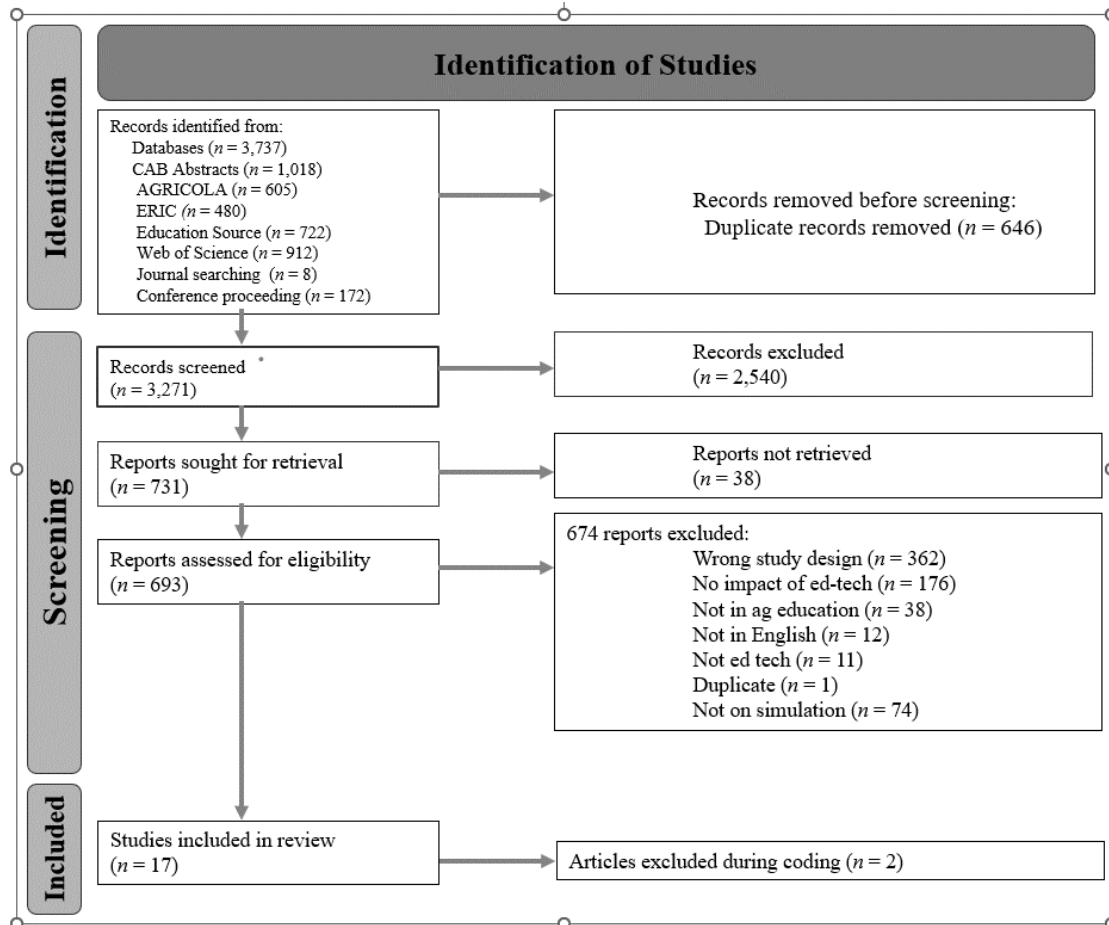 Identification of Studies
Identification
Records identified from:
Databases (n = 3,737)
CAB Abstracts (n = 1,018)
AGRICOLA (n = 605)
ERIC (n = 480)
Education Source (n = 722)
Web of Science (n = 912)
Journal searching (n = 8)
Conference proceeding (n = 172)
Records removed before screening:
Duplicate records removed (n = 646)
Screening
Records screened
(n = 3,271)
Records excluded
(n = 2,540)
Reports sought for retrieval
(n = 731)
Reports not retrieved
(n = 38)
Reports assessed for eligibility
(n = 693)
674 reports excluded:
Wrong study design (n = 362)
No impact of ed-tech (n = 176)
Not in ag education (n = 38)
Not in English (n = 12)
Not ed tech (n = 11)
Duplicate (n = 1)
Not on simulation (n = 74)
Included
Studies included in review
(n = 17)
Articles excluded during coding (n = 2)